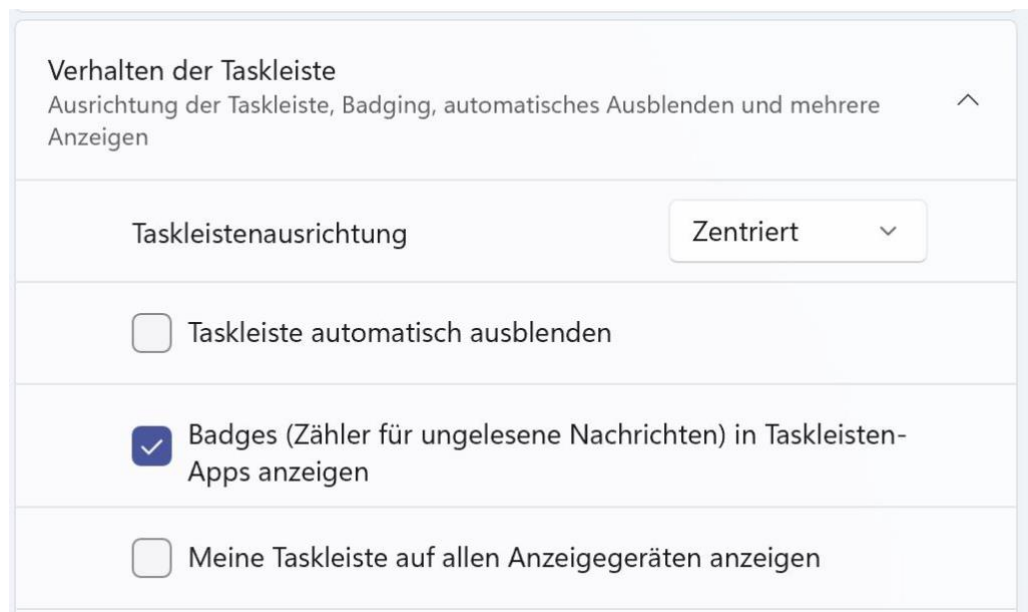 Verhalten der Taskleiste
Ausrichtung der Taskleiste, Badging, automatisches Ausblenden und mehrere
Anzeigen
Taskleistenausrichtung
Zentriert
Taskleiste automatisch ausblenden
Badges (Zähler für ungelesene Nachrichten) in Taskleisten-
Apps anzeigen
Meine Taskleiste auf allen Anzeigegeräten anzeigen